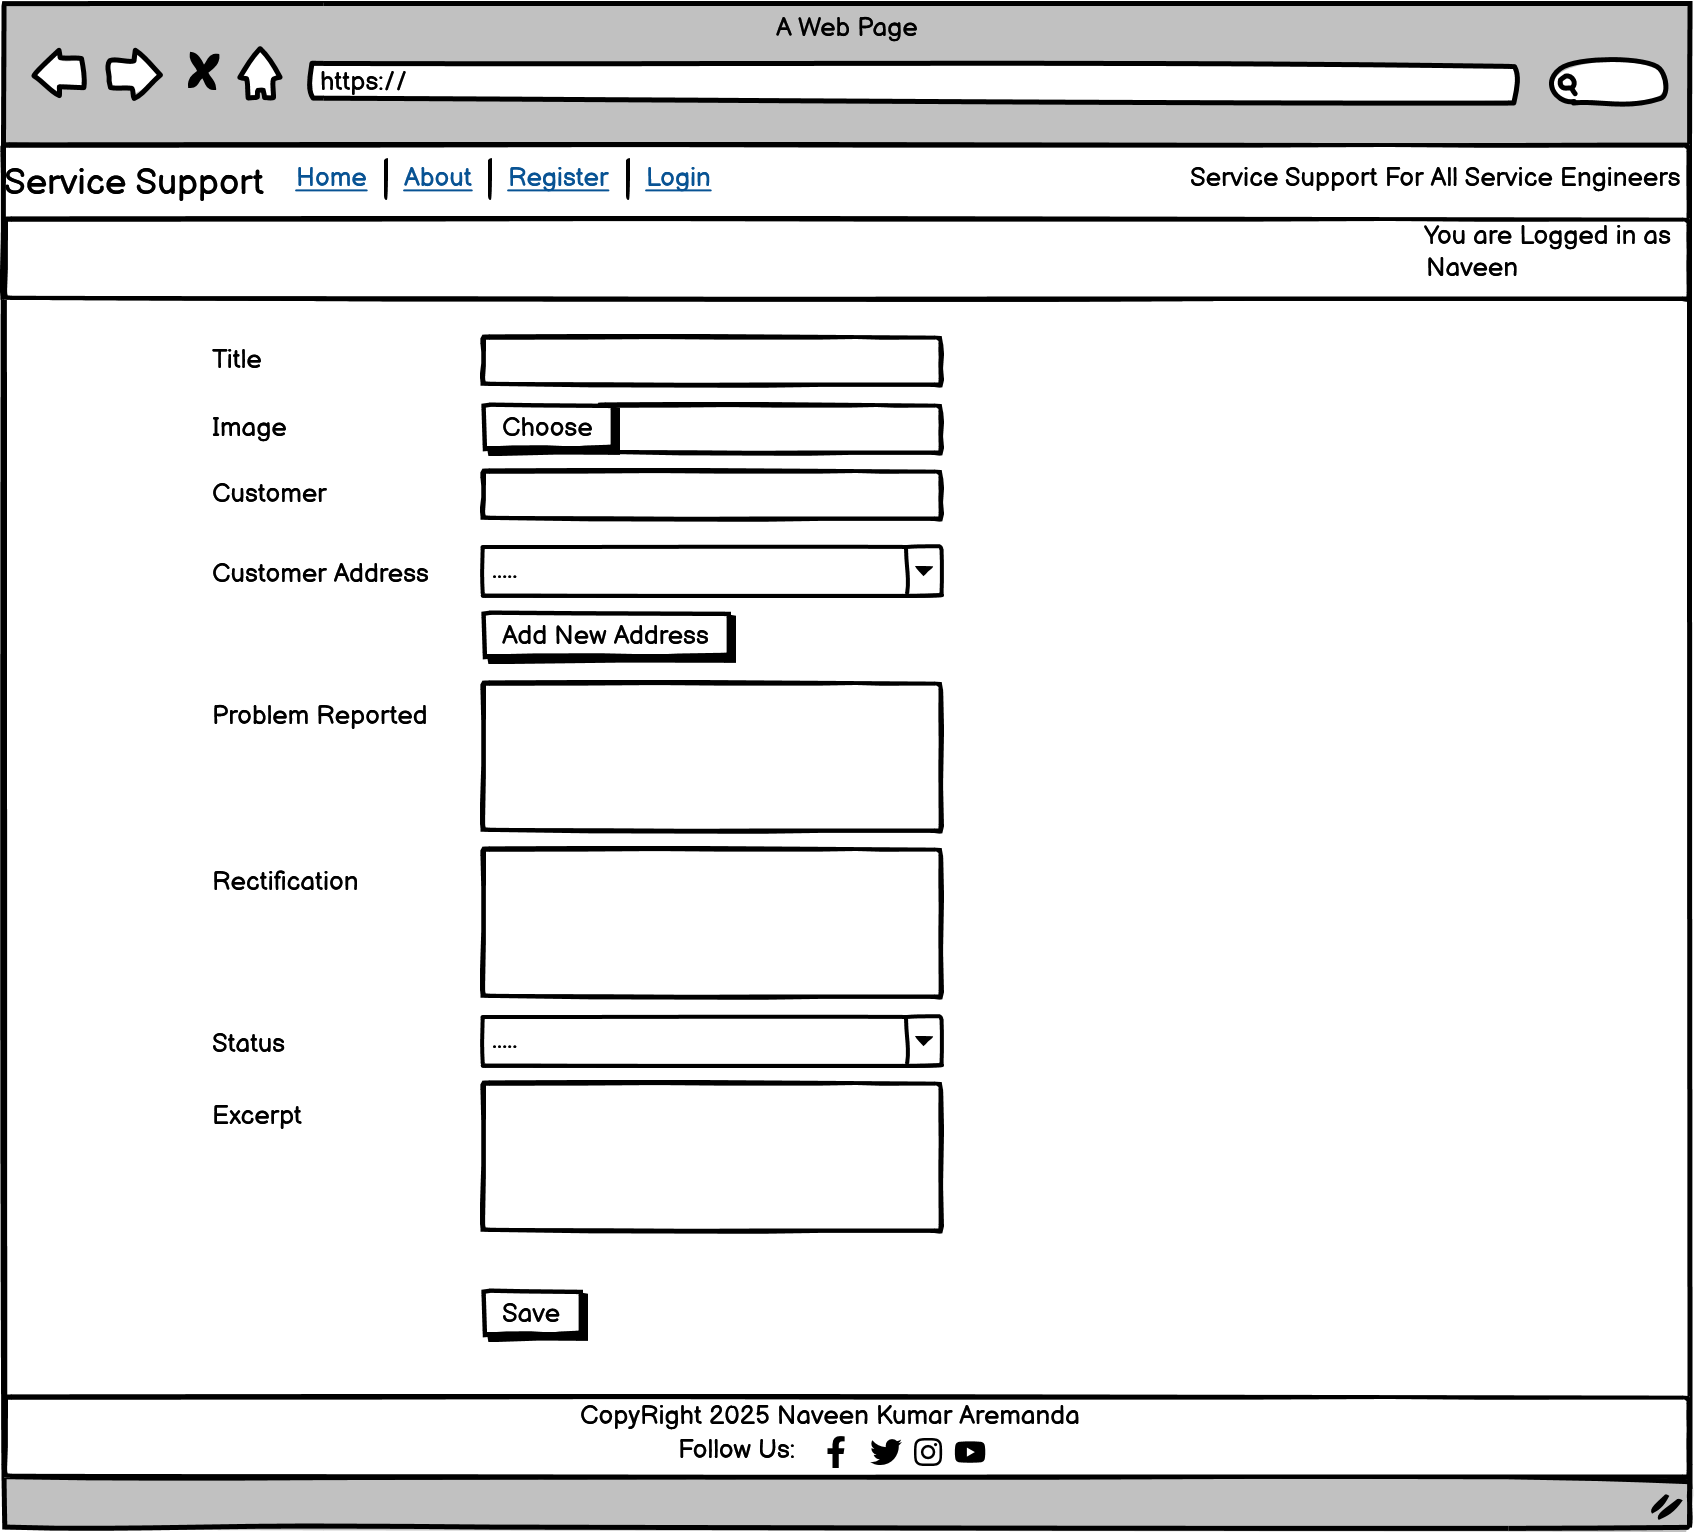 A Web Page
https://
Service Support Home About Register Login Service Support For All Service Engineers
You are Logged in as
Naveen
Title
Image Choose
Customer
Customer Address .....
Add New Address
Problem Reported
Rectification
Status .....
Excerpt
Save
CopyRight 2025 Naveen Kumar Aremanda
Follow Us: